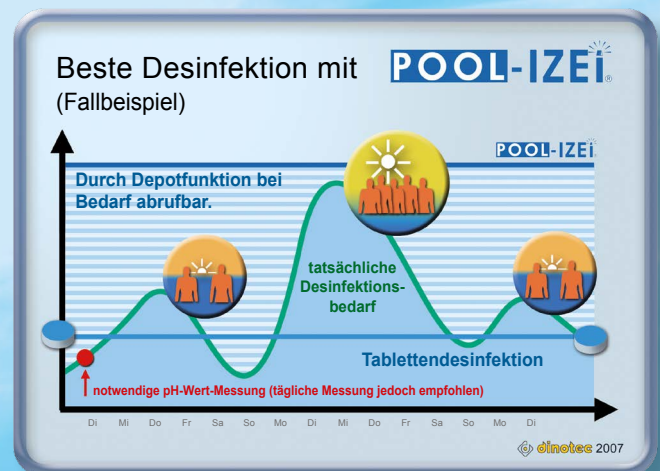 Beste Desinfektion mit POOL-IZEi®
(Fallbeispiel)
POOL-IZEi®
Durch Depotfunktion bei
Bedarf abrufbar.
tatsächliche
Desinfektions-
bedarf
Tablettendesinfektion
notwendige pH-Wert-Messung (tägliche Messung jedoch empfohlen)
Di Mi Do Fr Sa So Mo Di Mi Do Fr Sa So Mo Di
dinotec 2007